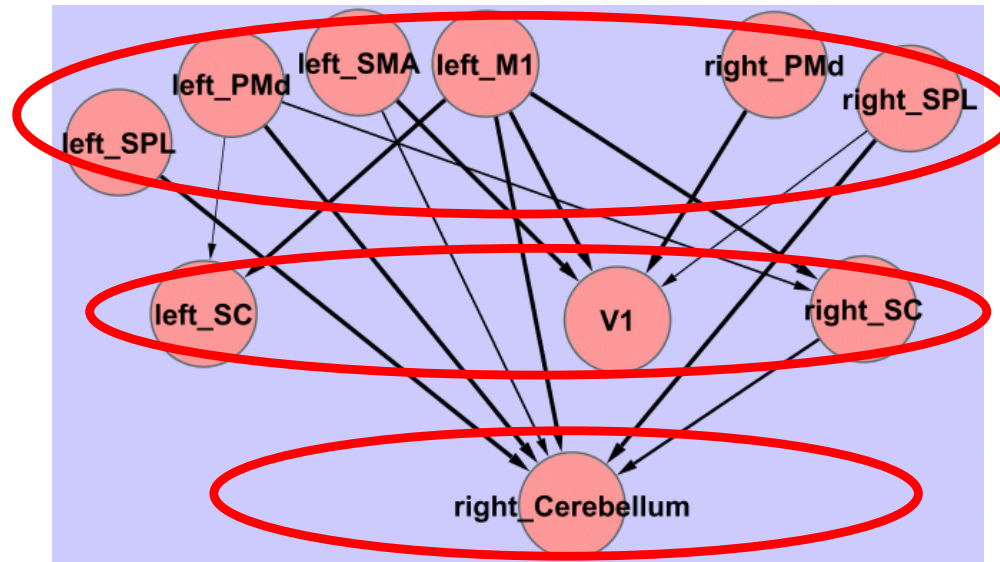 left_SMA
left_M1
right_PMd
left_PMd
right_SPL
left_SPL
left_SC
V1
right_SC
right_Cerebellum